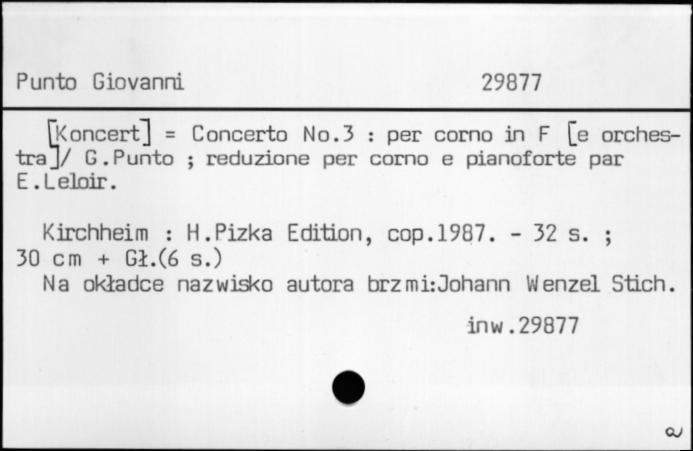 Punto Giovanni 29877
[Koncert] = Concerto No.3 : per corno in F [e orches-
tra]/ G.Punto ; reduzione per corno e pianoforte par
E.Leloir.
Kirchheim : H.Pizka Edition, cop.1987. - 32 s. ;
30 cm + Gł.(6 s.)
Na okładce nazwisko autora brzmi:Johann Wenzel Stich.
inw.29877